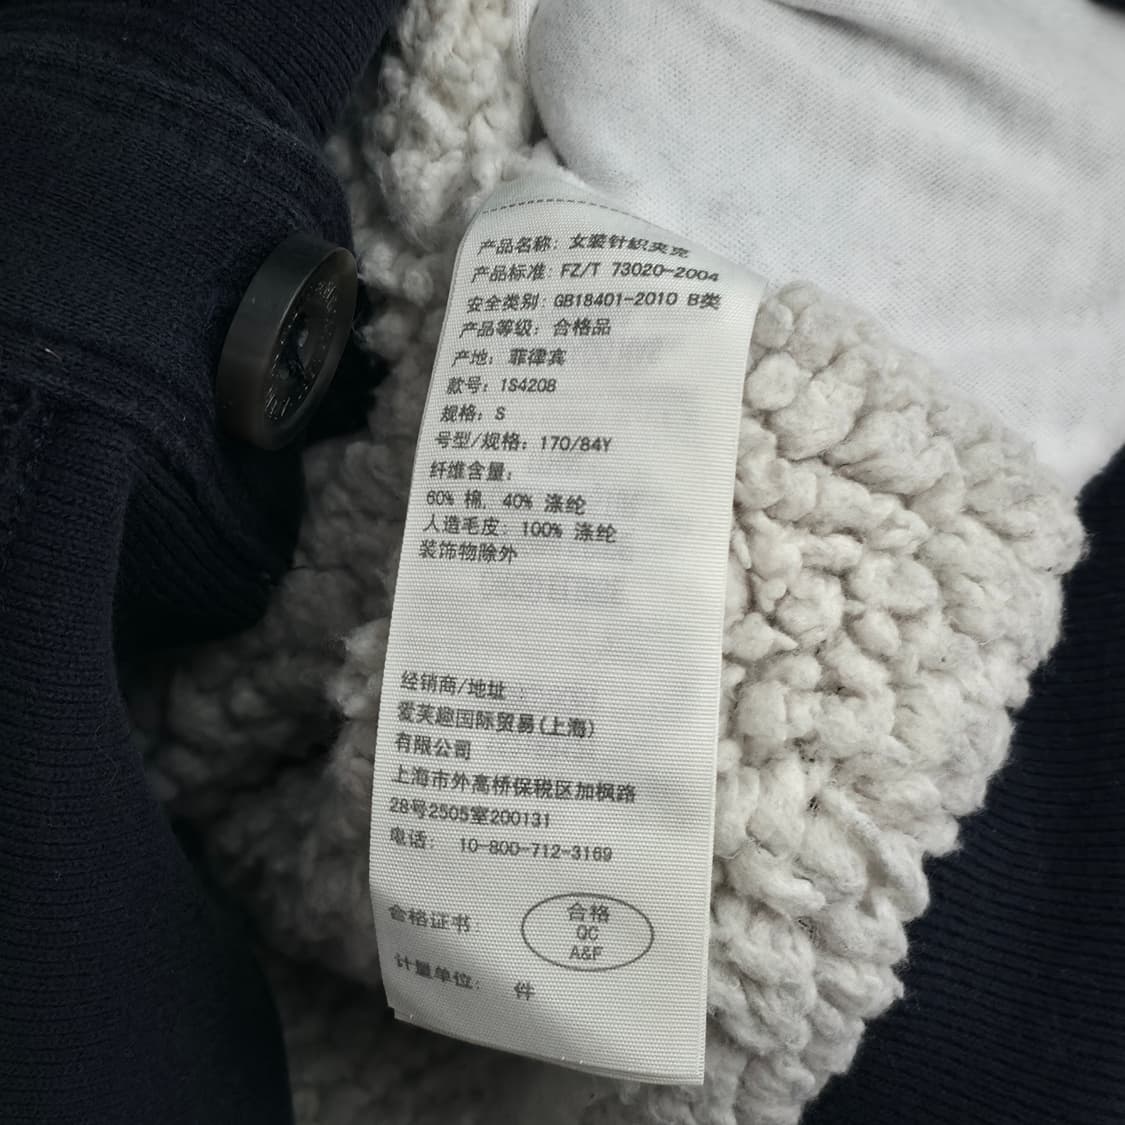 产品名称: 女装针织夹克
产品标准: FZ/T 73020-2004
安全类别: GB18401-2010 B类
产品等级: 合格品
产地: 菲律宾
款号: 1S4208
规格: S
号型/规格: 170/84Y
纤维含量:
60% 棉, 40% 涤纶
人造毛皮: 100% 涤纶
装饰物除外
经销商/地址
爱芙趣国际贸易(上海)
有限公司
上海市外高桥保税区加枫路
28号2505室200131
电话: 10-800-712-3169
合格证书:
合格
QC
A&F
计量单位: 件